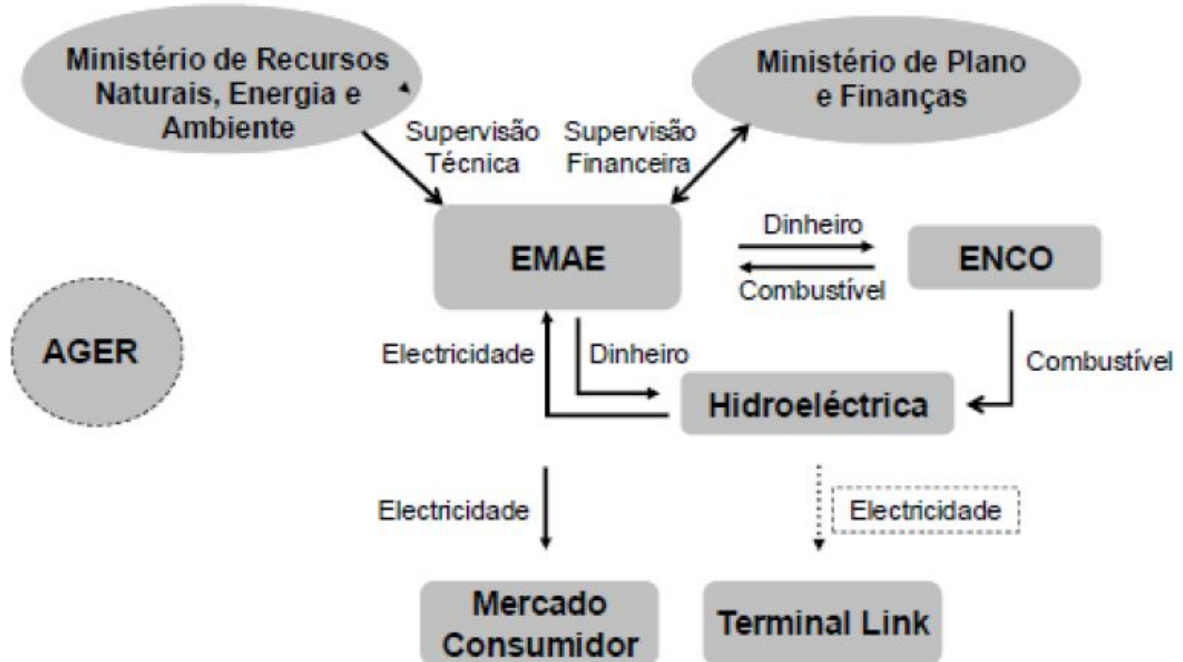 Ministério de Recursos
Naturais, Energia e
Ambiente
Ministério de Plano
e Finanças
Supervisão
Técnica
Supervisão
Financeira
EMAE
Dinheiro
Combustível
ENCO
AGER
Electricidade
Dinheiro
Combustível
Hidroeléctrica
Electricidade
Electricidade
Mercado
Consumidor
Terminal Link